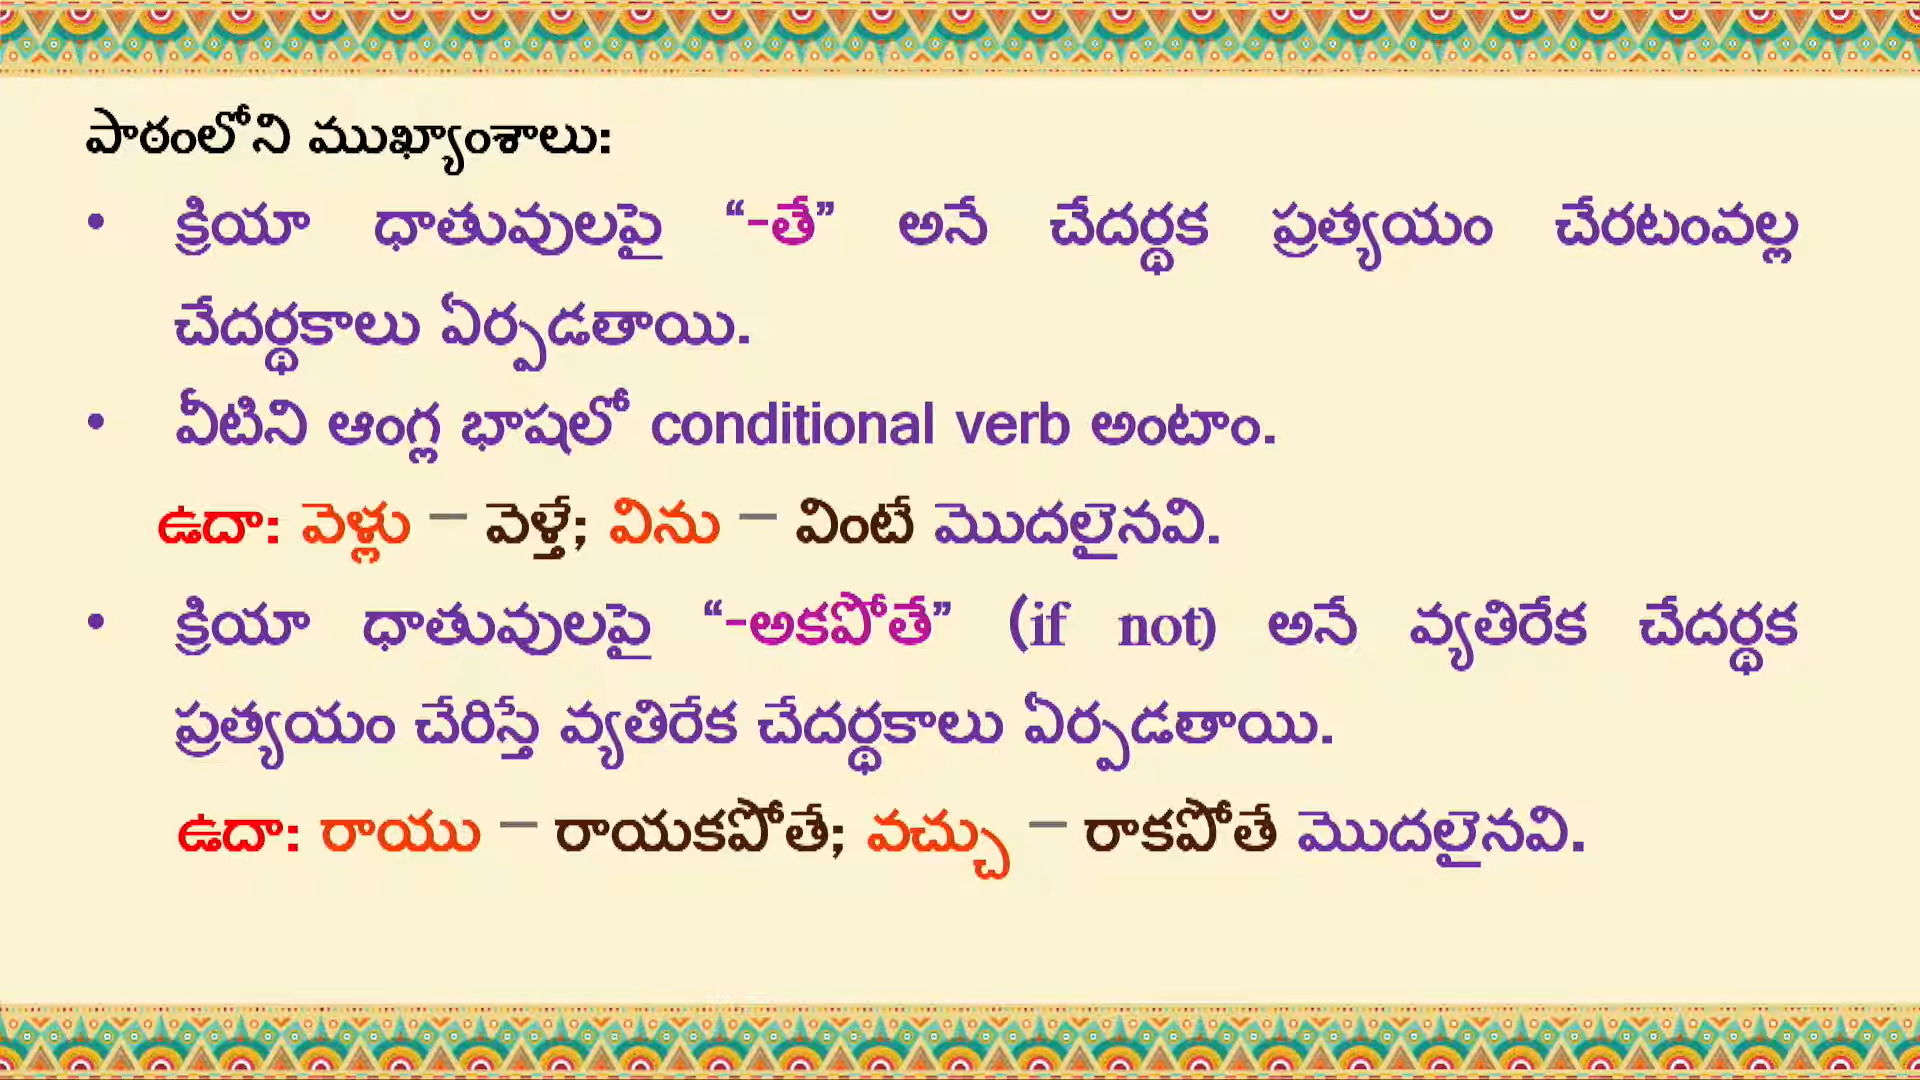 పాఠంలోని ముఖ్యాంశాలు:
• క్రియా ధాతువులపై “-తే” అనే చేదర్థక ప్రత్యయం చేరటంవల్ల
చేదర్థకాలు ఏర్పడతాయి.
• వీటిని ఆంగ్ల భాషలో conditional verb అంటాం.
ఉదా: వెళ్లు – వెళ్తే; విను – వింటే మొదలైనవి.
• క్రియా ధాతువులపై “-అకపోతే” (if not) అనే వ్యతిరేక చేదర్థక
ప్రత్యయం చేరిస్తే వ్యతిరేక చేదర్థకాలు ఏర్పడతాయి.
ఉదా: రాయు – రాయకపోతే; వచ్చు – రాకపోతే మొదలైనవి.